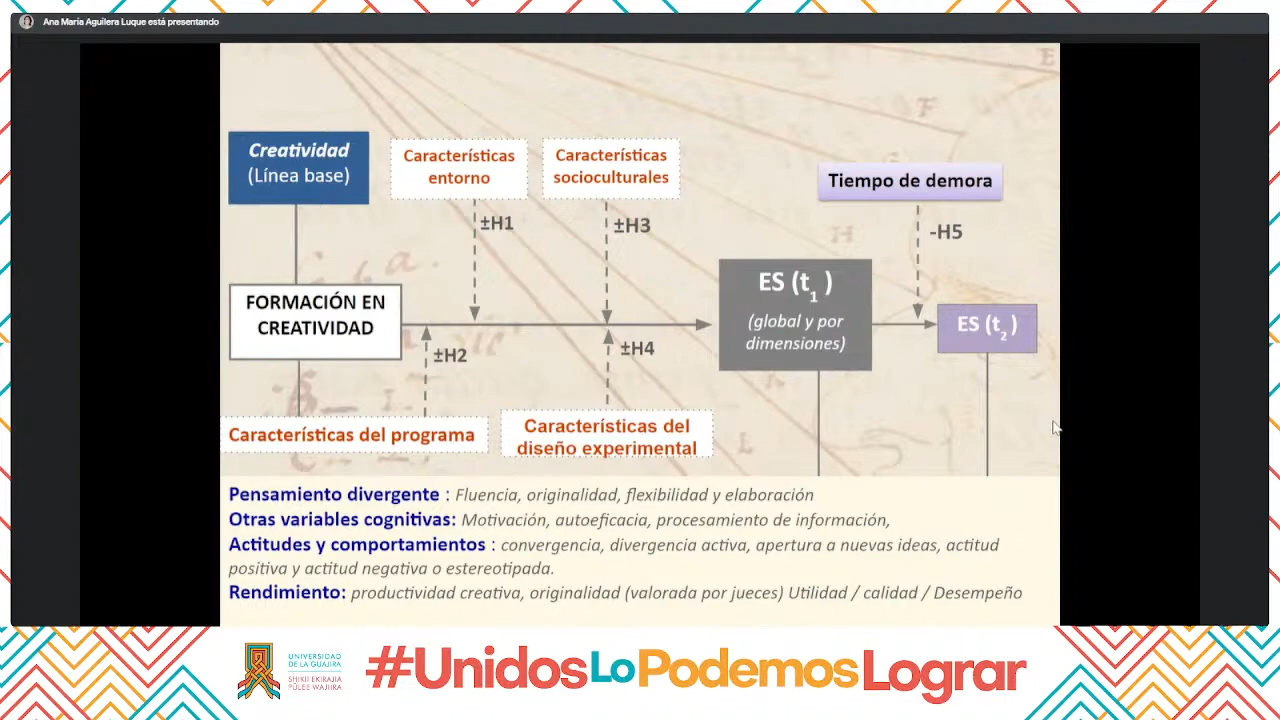 Ana María Aguilera Luque está presentando
Creatividad
(Línea base)
Características
entorno
Características
socioculturales
Tiempo de demora
±H1
±H3
-H5
FORMACIÓN EN
CREATIVIDAD
ES (t1)
(global y por
dimensiones)
ES (t2)
±H2
±H4
Características del programa
Características del
diseño experimental
Pensamiento divergente : Fluencia, originalidad, flexibilidad y elaboración
Otras variables cognitivas: Motivación, autoeficacia, procesamiento de información,
Actitudes y comportamientos : convergencia, divergencia activa, apertura a nuevas ideas, actitud
positiva y actitud negativa o estereotipada.
Rendimiento: productividad creativa, originalidad (valorada por jueces) Utilidad / calidad / Desempeño
UNIVERSIDAD
DE LA GUAJIRA
SHIKII EKIRAJIA
PÜLEE WAJIIRA
#UnidosLoPodemosLograr